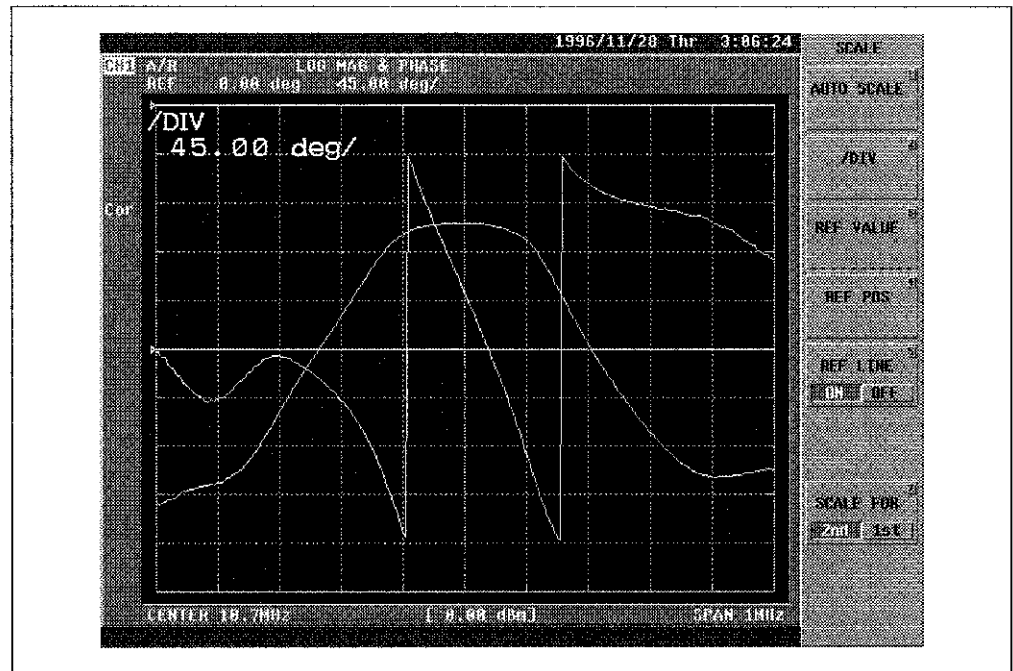 1996/11/28 Thr 3:06:24
CH1 A/R LOG MAG & PHASE
REF 0.00 deg 45.00 deg/
/DIV
45.00 deg/
Cor
CENTER 10.7MHz [ 0.00 dBm] SPAN 1MHz
SCALE
AUTO SCALE
/DIV
REF VALUE
REF POS
REF LINE
ON OFF
SCALE FOR
2nd 1st